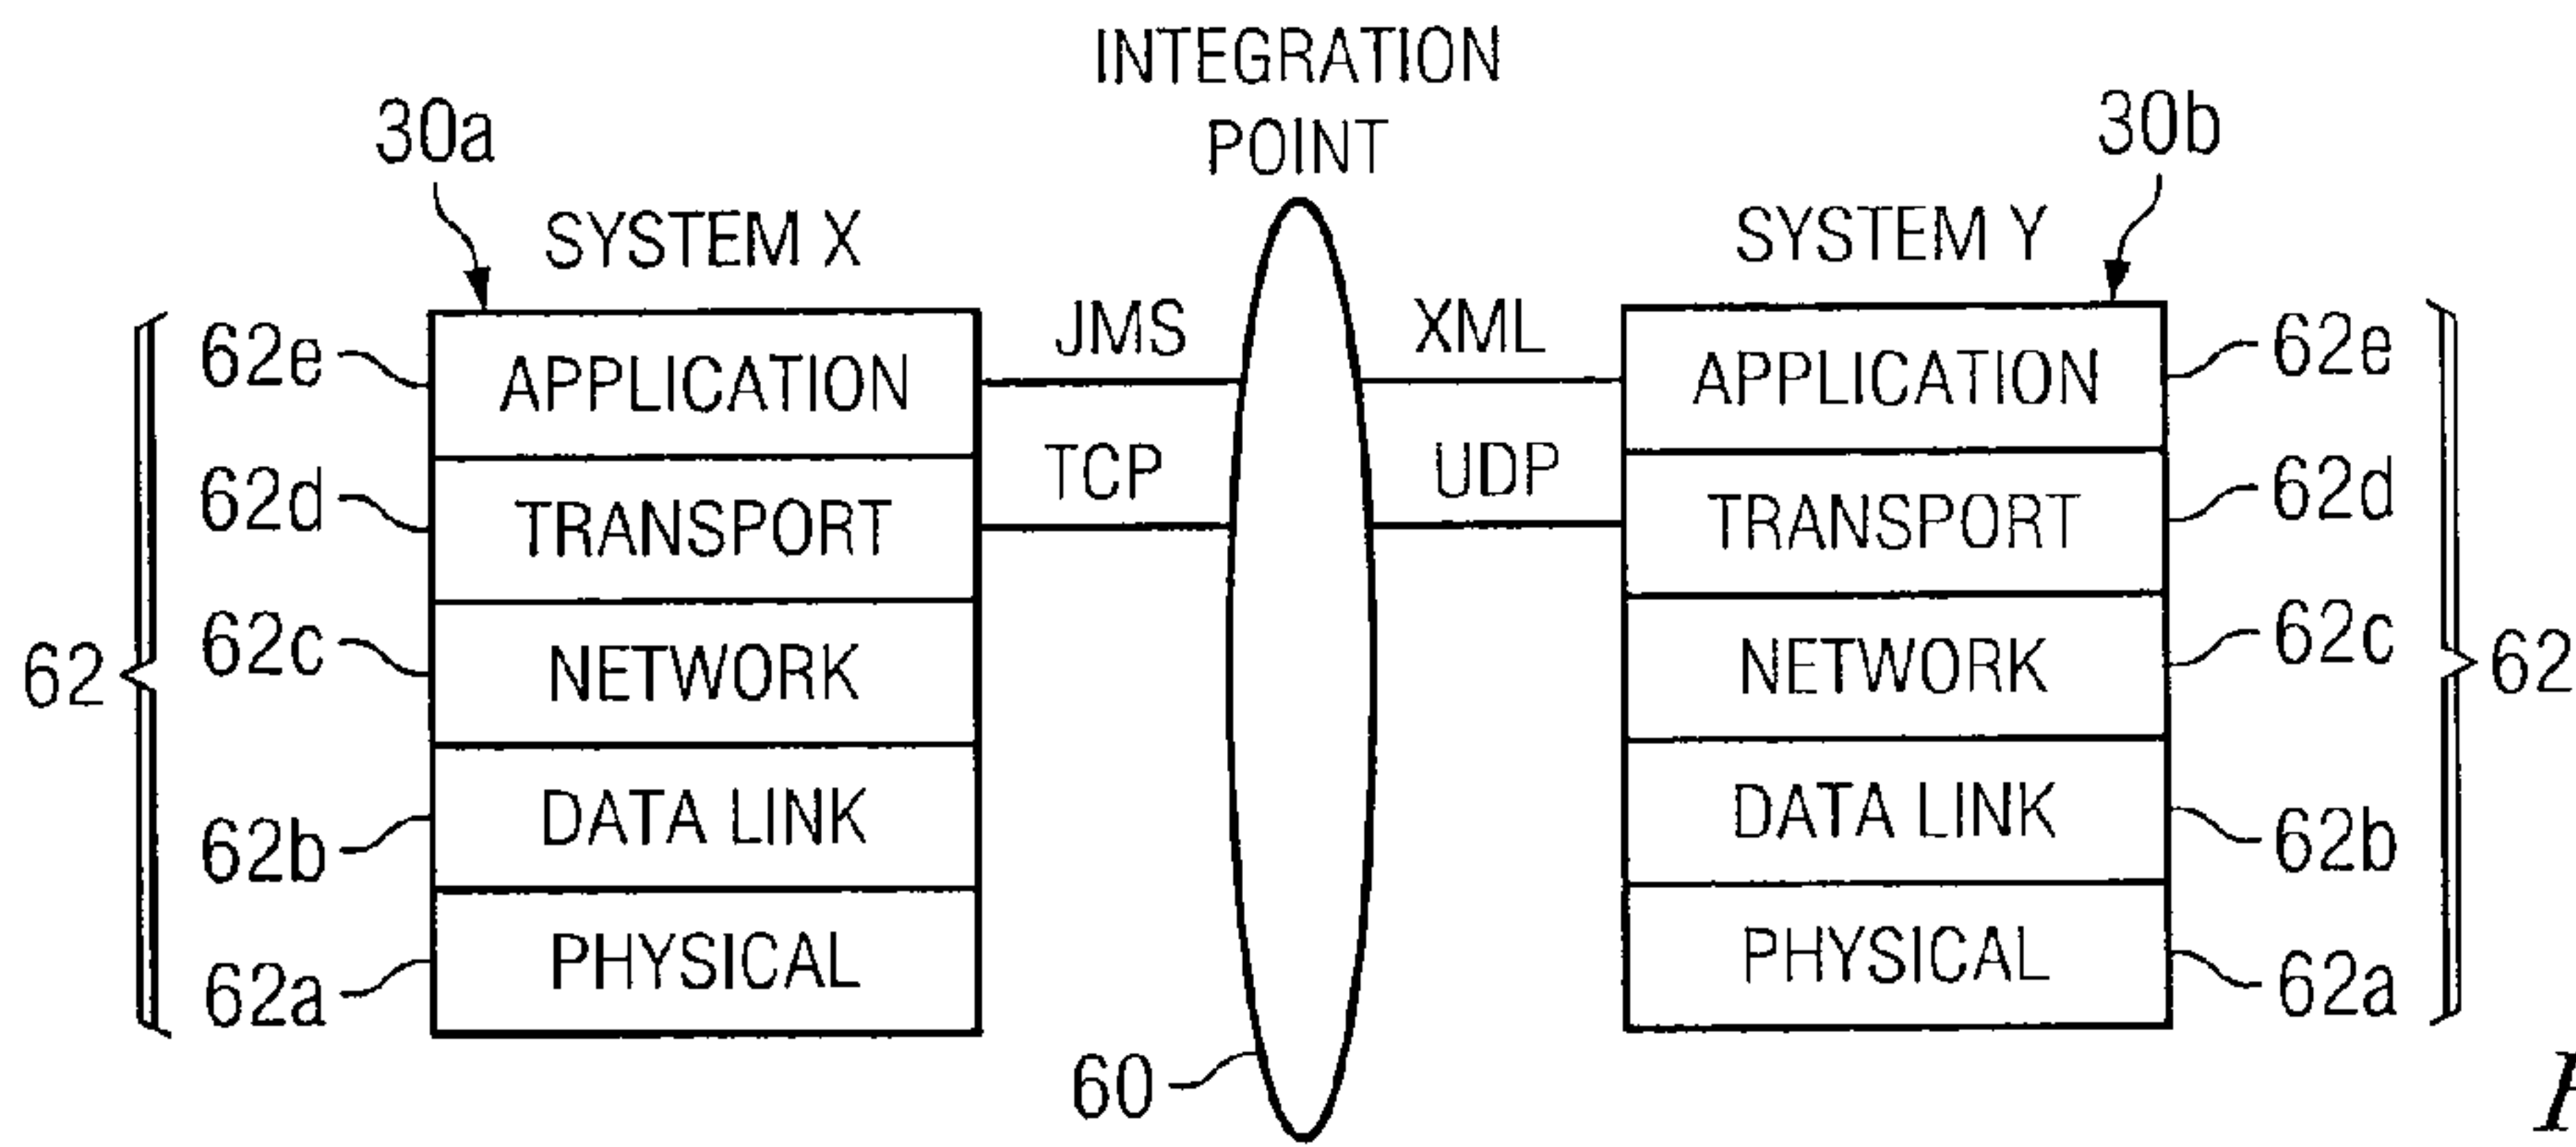 INTEGRATION
POINT
30a
30b
SYSTEM X
SYSTEM Y
JMS
XML
62e
APPLICATION
APPLICATION
62e
TCP
UDP
62d
TRANSPORT
TRANSPORT
62d
62
62c
NETWORK
NETWORK
62c
62
62b
DATA LINK
DATA LINK
62b
62a
PHYSICAL
PHYSICAL
62a
60